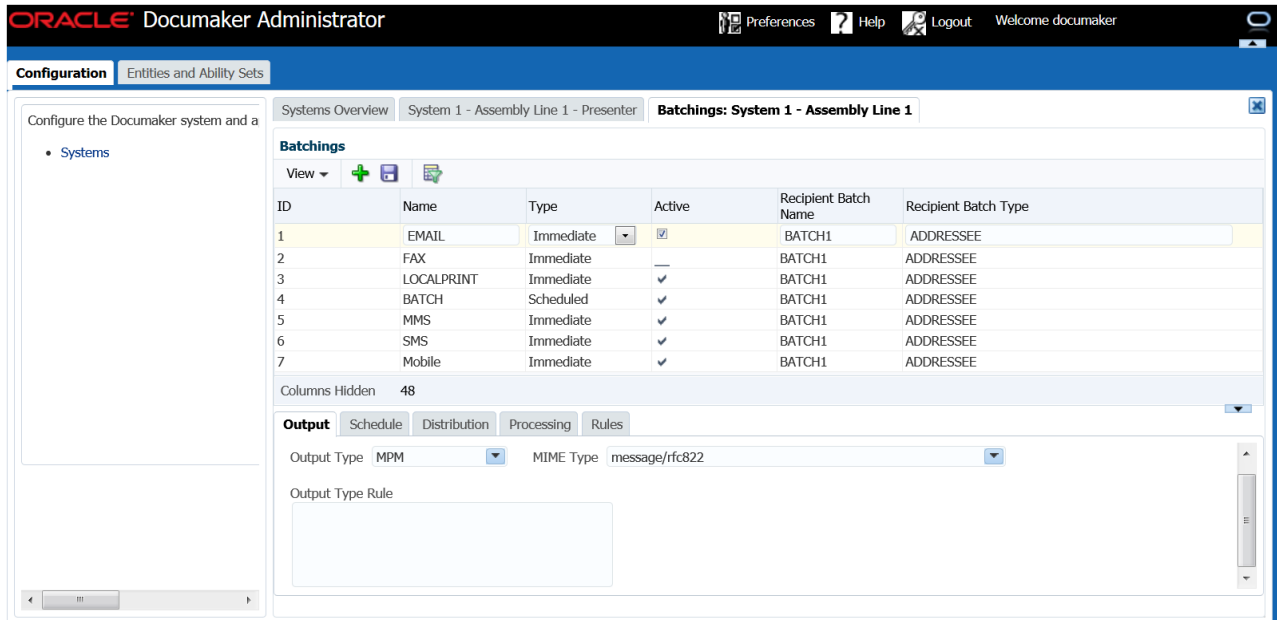 ORACLE Documaker Administrator
Preferences Help Logout Welcome documaker
Configuration Entities and Ability Sets
Configure the Documaker system and a
• Systems
Systems Overview System 1 - Assembly Line 1 - Presenter Batchings: System 1 - Assembly Line 1
Batchings
View
ID Name Type Active Recipient Batch Name Recipient Batch Type
1 EMAIL Immediate BATCH1 ADDRESSEE
2 FAX Immediate BATCH1 ADDRESSEE
3 LOCALPRINT Immediate BATCH1 ADDRESSEE
4 BATCH Scheduled BATCH1 ADDRESSEE
5 MMS Immediate BATCH1 ADDRESSEE
6 SMS Immediate BATCH1 ADDRESSEE
7 Mobile Immediate BATCH1 ADDRESSEE
Columns Hidden 48
Output Schedule Distribution Processing Rules
Output Type MPM MIME Type message/rfc822
Output Type Rule